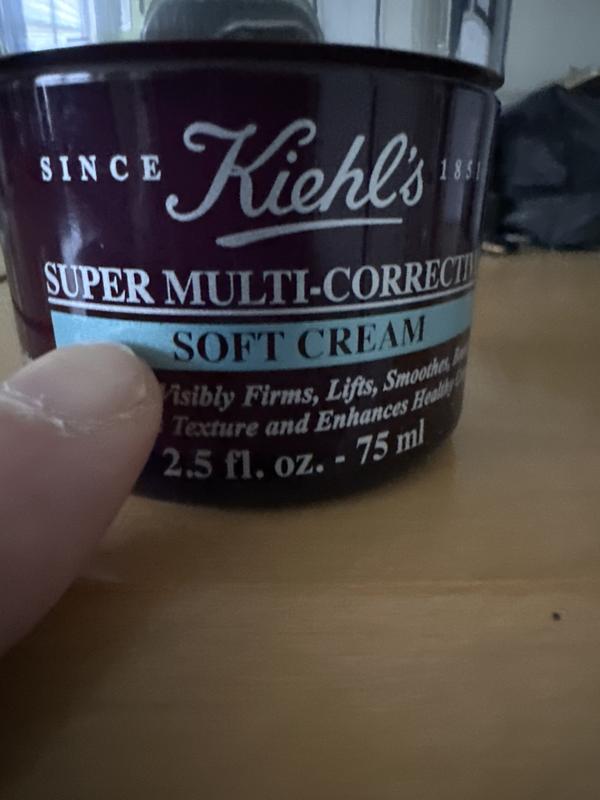 SINCE Kiehl's 185
SUPER MULTI-CORRECTIV
SOFT CREAM
Visibly Firms, Lifts, Smoothes,
Texture and Enhances
2.5 fl. oz. - 75 ml